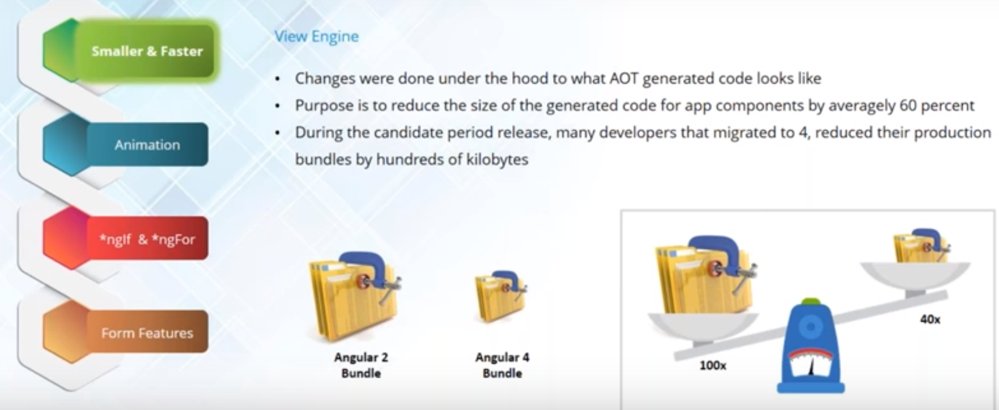 Smaller & Faster
Animation
*ngIf & *ngFor
Form Features
View Engine
• Changes were done under the hood to what AOT generated code looks like
• Purpose is to reduce the size of the generated code for app components by averagely 60 percent
• During the candidate period release, many developers that migrated to 4, reduced their production
bundles by hundreds of kilobytes
Angular 2
Bundle
Angular 4
Bundle
100x
40x